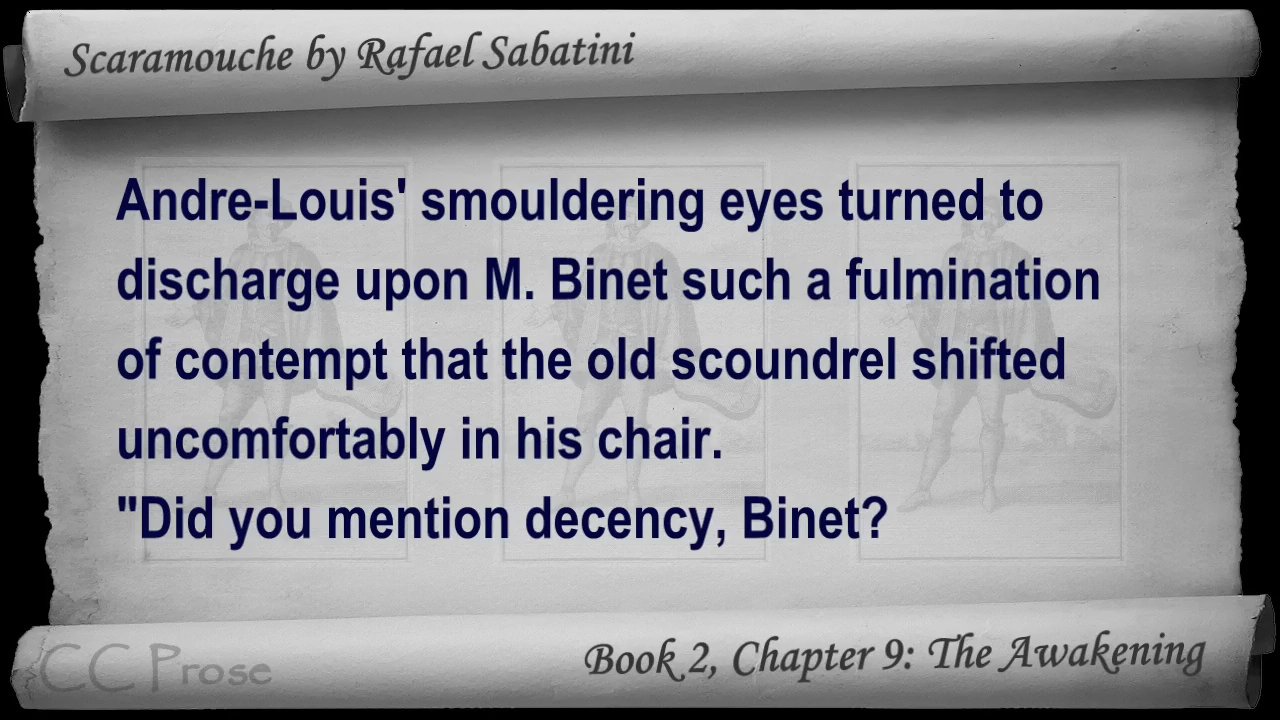 Scaramouche by Rafael Sabatini
Andre-Louis' smouldering eyes turned to
discharge upon M. Binet such a fulmination
of contempt that the old scoundrel shifted
uncomfortably in his chair.
"Did you mention decency, Binet?
CC Prose
Book 2, Chapter 9: The Awakening